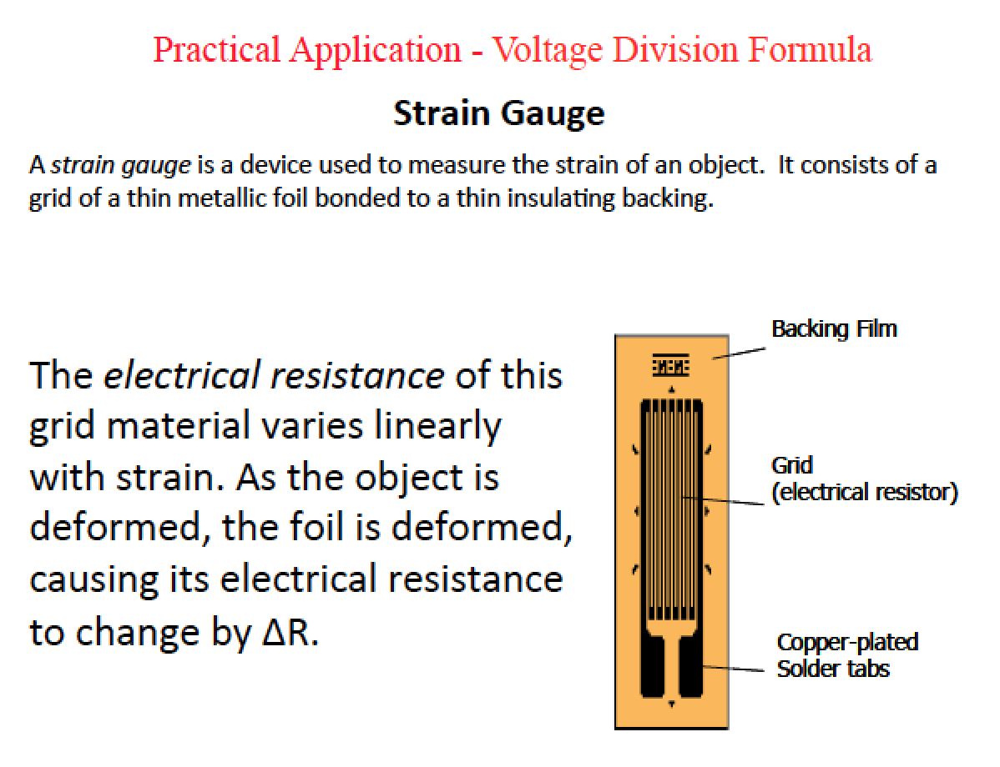 Practical Application - Voltage Division Formula
Strain Gauge
A strain gauge is a device used to measure the strain of an object.  It consists of a
grid of a thin metallic foil bonded to a thin insulating backing.
The electrical resistance of this
grid material varies linearly
with strain. As the object is
deformed, the foil is deformed,
causing its electrical resistance
to change by ΔR.
Backing Film
Grid
(electrical resistor)
Copper-plated
Solder tabs